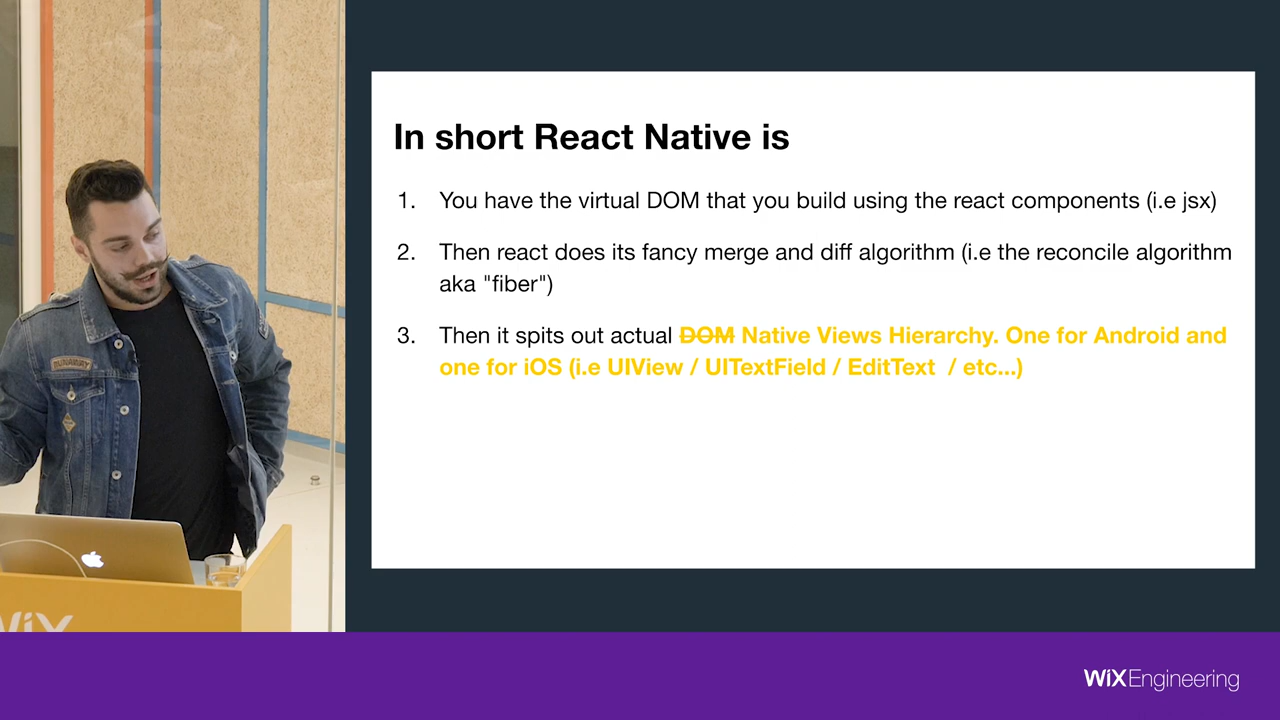 In short React Native is
1. You have the virtual DOM that you build using the react components (i.e jsx)
2. Then react does its fancy merge and diff algorithm (i.e the reconcile algorithm
aka "fiber")
3. Then it spits out actual DOM Native Views Hierarchy. One for Android and
one for iOS (i.e UIView / UITextField / EditText / etc...)
RUNAWAY
WiX
WiXEngineering